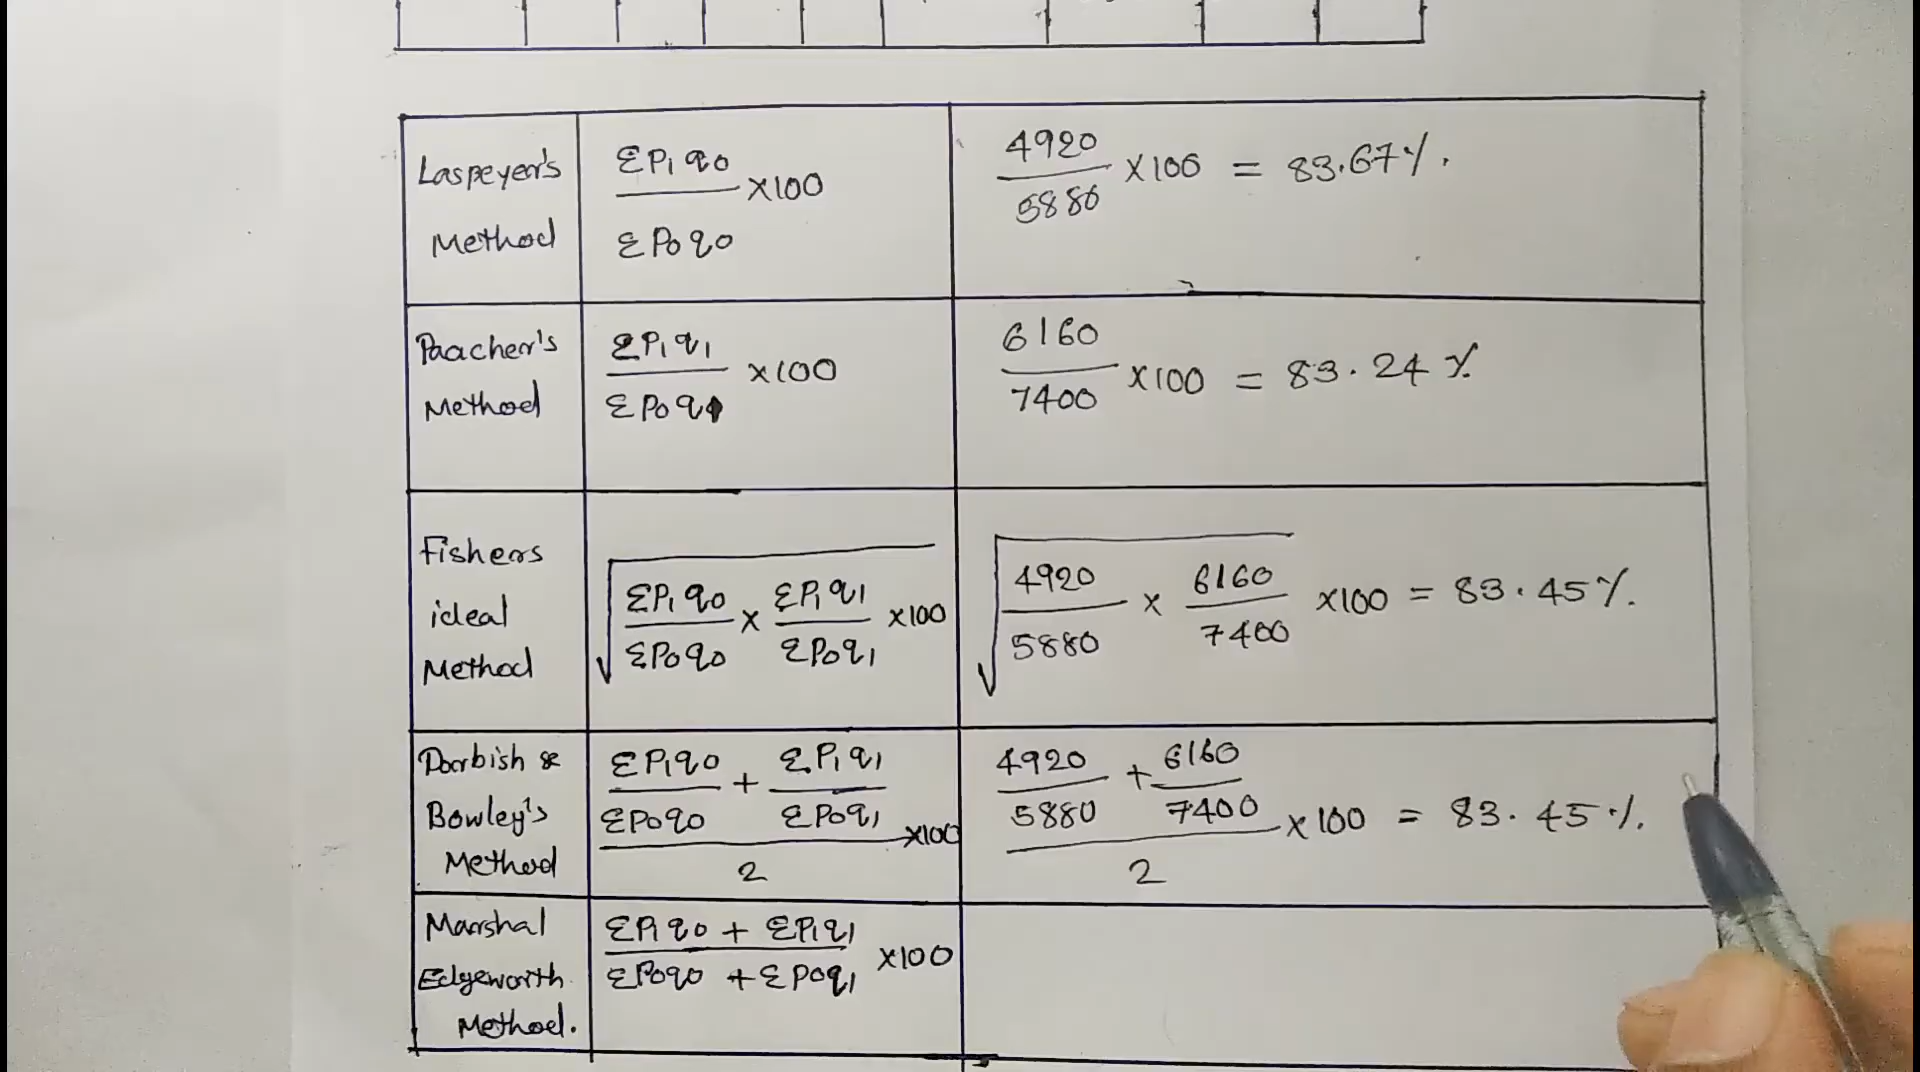 Laspeyer's
Method
ΣP₁q₀
ΣP₀q₀
×100
4920
5880
×100 = 83.67%.
Paacher's
Method
ΣP₁q₁
ΣP₀q₁
×100
6160
7400
×100 = 83.24 %
Fishers
ideal
Method
√ΣP₁q₀ × ΣP₁q₁ ×100
ΣP₀q₀ ΣP₀q₁
√4920 × 6160 ×100 = 83.45%.
5880 7400
Dorbish &
Bowley's
Method
ΣP₁q₀ + ΣP₁q₁
ΣP₀q₀ ΣP₀q₁
×100
2
4920 + 6160
5880 7400
×100 = 83.45%.
2
Marshal
Edgeworth
Method.
ΣP₁q₀ + ΣP₁q₁
ΣP₀q₀ + ΣP₀q₁
×100